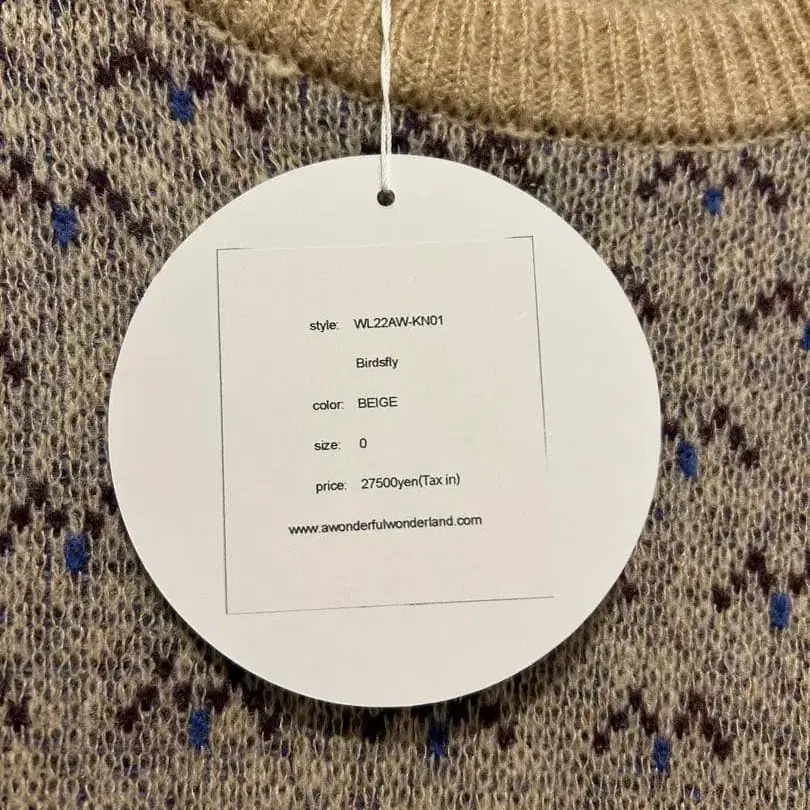 style: WL22AW-KN01
Birdsfly
color: BEIGE
size: 0
price: 27500yen(Tax in)
www.awonderfulwonderland.com